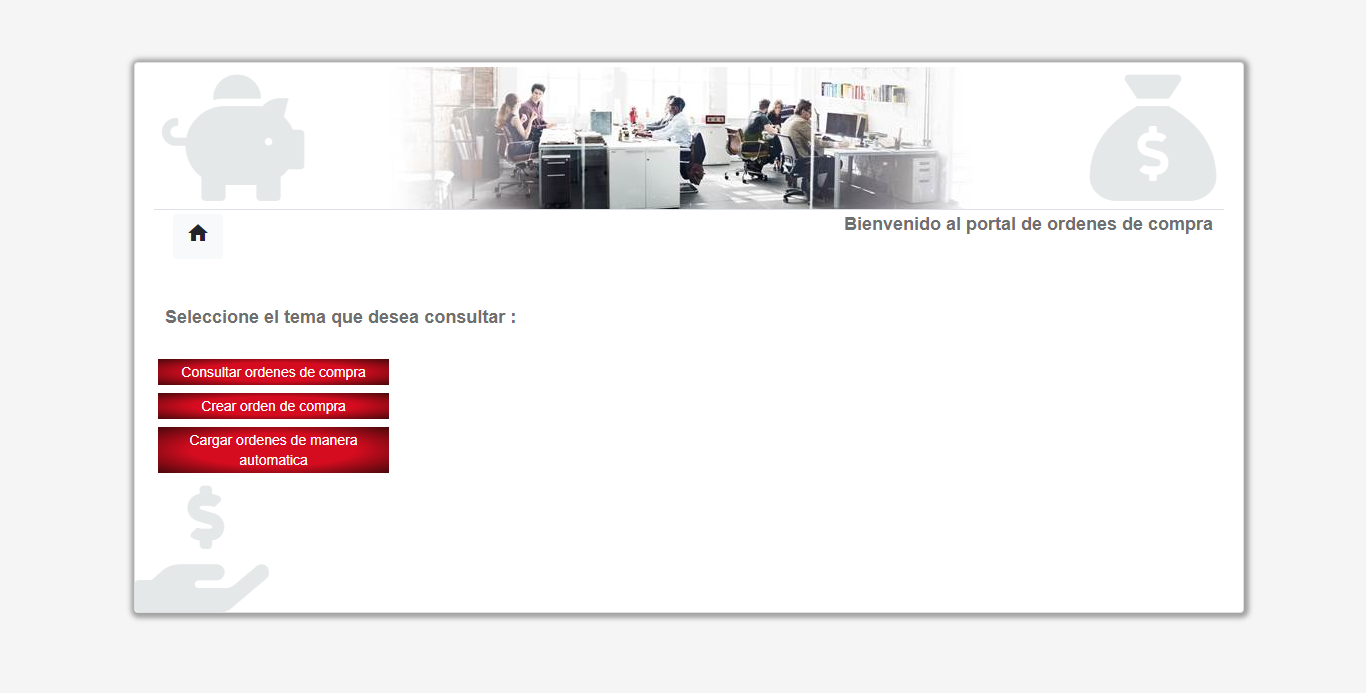 Bienvenido al portal de ordenes de compra
Seleccione el tema que desea consultar :
Consultar ordenes de compra
Crear orden de compra
Cargar ordenes de manera
automatica